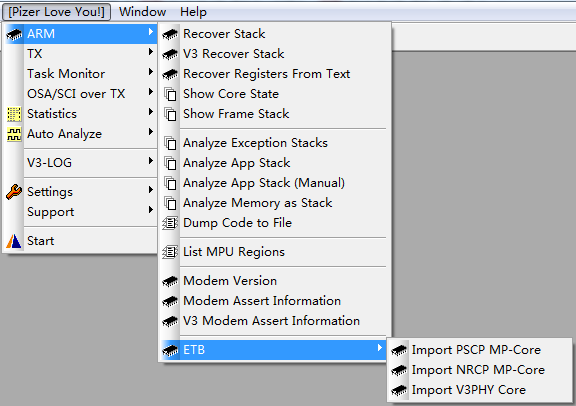 [Pizer Love You!] Window Help
ARM
TX
Task Monitor
OSA/SCI over TX
Statistics
Auto Analyze
V3-LOG
Settings
Support
Start
Recover Stack
V3 Recover Stack
Recover Registers From Text
Show Core State
Show Frame Stack
Analyze Exception Stacks
Analyze App Stack
Analyze App Stack (Manual)
Analyze Memory as Stack
Dump Code to File
List MPU Regions
Modem Version
Modem Assert Information
V3 Modem Assert Information
ETB
Import PSCP MP-Core
Import NRCP MP-Core
Import V3PHY Core